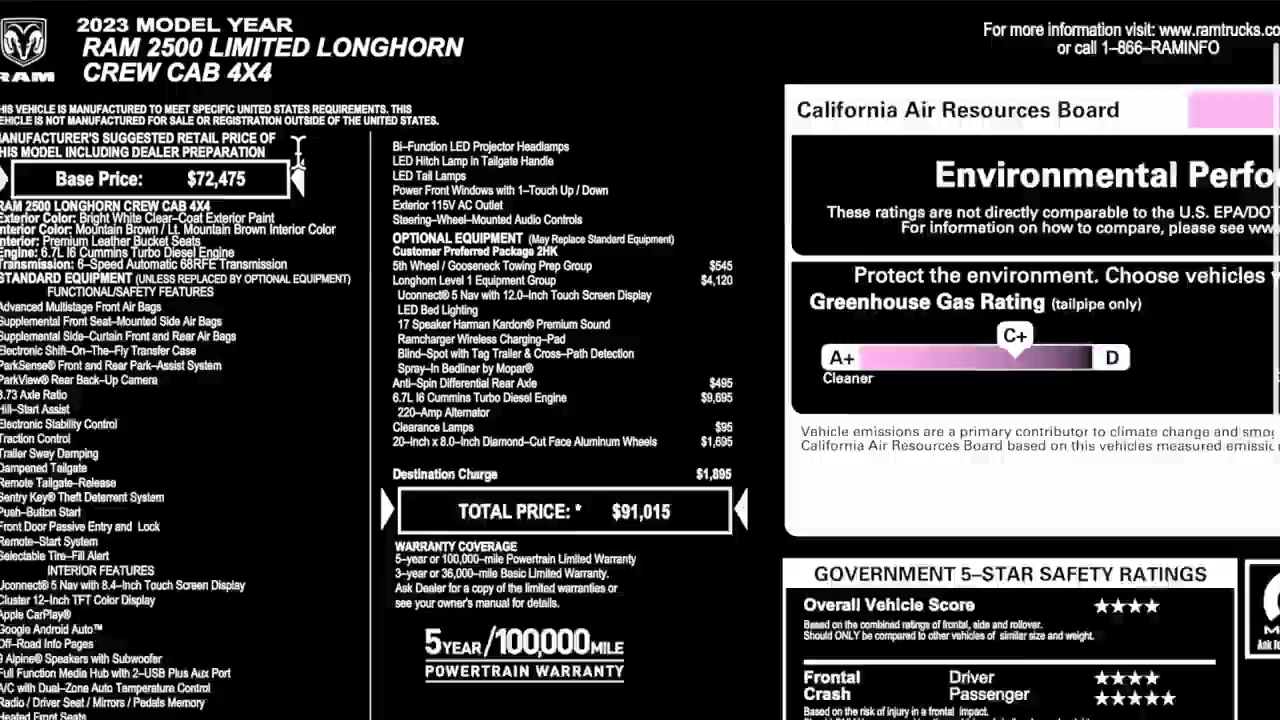 2023 MODEL YEAR
RAM 2500 LIMITED LONGHORN
CREW CAB 4X4
RAM
For more information visit: www.ramtrucks.co
or call 1–866–RAMINFO
HIS VEHICLE IS MANUFACTURED TO MEET SPECIFIC UNITED STATES REQUIREMENTS. THIS
EHICLE IS NOT MANUFACTURED FOR SALE OR REGISTRATION OUTSIDE OF THE UNITED STATES.
ANUFACTURER'S SUGGESTED RETAIL PRICE OF
HIS MODEL INCLUDING DEALER PREPARATION
Base Price: $72,475
RAM 2500 LONGHORN CREW CAB 4X4
Exterior Color: Bright White Clear–Coat Exterior Paint
Interior Color: Mountain Brown / Lt. Mountain Brown Interior Color
Interior: Premium Leather Bucket Seats
Engine: 6.7L I6 Cummins Turbo Diesel Engine
Transmission: 6–Speed Automatic 68RFE Transmission
STANDARD EQUIPMENT (UNLESS REPLACED BY OPTIONAL EQUIPMENT)
FUNCTIONAL/SAFETY FEATURES
Advanced Multistage Front Air Bags
Supplemental Front Seat–Mounted Side Air Bags
Supplemental Side–Curtain Front and Rear Air Bags
Electronic Shift–On–The–Fly Transfer Case
ParkSense® Front and Rear Park–Assist System
ParkView® Rear Back–Up Camera
3.73 Axle Ratio
Hill–Start Assist
Electronic Stability Control
Traction Control
Trailer Sway Damping
Dampened Tailgate
Remote Tailgate–Release
Sentry Key® Theft Deterrent System
Push–Button Start
Front Door Passive Entry and Lock
Remote–Start System
Selectable Tire–Fill Alert
INTERIOR FEATURES
Uconnect® 5 Nav with 8.4–Inch Touch Screen Display
Cluster 12–Inch TFT Color Display
Apple CarPlay®
Google Android Auto™
Off–Road Info Pages
9 Alpine® Speakers with Subwoofer
Full Function Media Hub with 2–USB Plus Aux Port
A/C with Dual–Zone Auto Temperature Control
Radio / Driver Seat / Mirrors / Pedals Memory
Heated Front Seats
Bi–Function LED Projector Headlamps
LED Hitch Lamp in Tailgate Handle
LED Tail Lamps
Power Front Windows with 1–Touch Up / Down
Exterior 115V AC Outlet
Steering–Wheel–Mounted Audio Controls
OPTIONAL EQUIPMENT (May Replace Standard Equipment)
Customer Preferred Package 2HK
5th Wheel / Gooseneck Towing Prep Group $545
Longhorn Level 1 Equipment Group $4,120
Uconnect® 5 Nav with 12.0–Inch Touch Screen Display
LED Bed Lighting
17 Speaker Harman Kardon® Premium Sound
Ramcharger Wireless Charging–Pad
Blind–Spot with Tag Trailer & Cross–Path Detection
Spray–In Bedliner by Mopar®
Anti–Spin Differential Rear Axle $495
6.7L I6 Cummins Turbo Diesel Engine $9,695
220–Amp Alternator
Clearance Lamps $95
20–Inch x 8.0–Inch Diamond–Cut Face Aluminum Wheels $1,695
Destination Charge $1,895
TOTAL PRICE: * $91,015
WARRANTY COVERAGE
5–year or 100,000–mile Powertrain Limited Warranty
3–year or 36,000–mile Basic Limited Warranty.
Ask Dealer for a copy of the limited warranties or
see your owner's manual for details.
5YEAR/100,000MILE
POWERTRAIN WARRANTY
California Air Resources Board
Environmental Perfo
These ratings are not directly comparable to the U.S. EPA/DOT
For information on how to compare, please see ww
Protect the environment. Choose vehicles
Greenhouse Gas Rating (tailpipe only)
C+
A+ D
Cleaner
Vehicle emissions are a primary contributor to climate change and smog
California Air Resources Board based on this vehicles measured emissic
GOVERNMENT 5–STAR SAFETY RATINGS
Overall Vehicle Score ★★★★
Based on the combined ratings of frontal, side and rollover.
Should ONLY be compared to other vehicles of similar size and weight.
Frontal Driver ★★★★
Crash Passenger ★★★★★
Based on the risk of injury in a frontal impact.
Ask fo